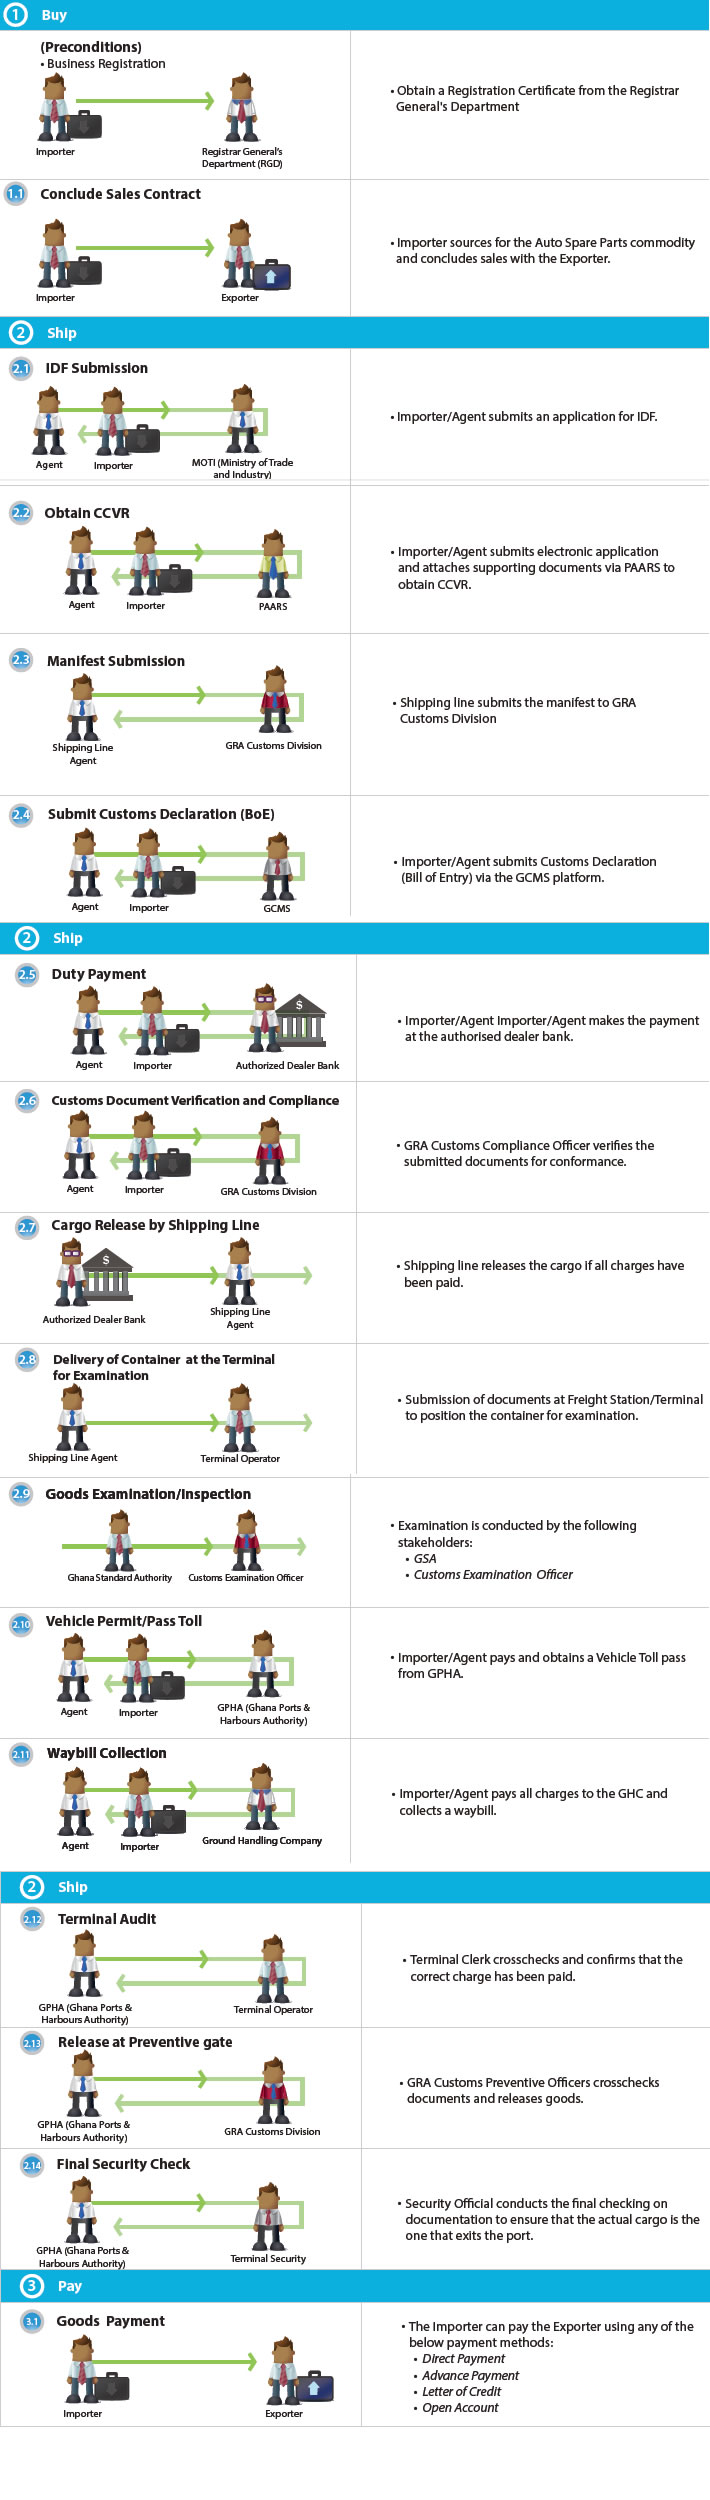 1 Buy
(Preconditions)
• Business Registration
Importer
Registrar General's
Department (RGD)
• Obtain a Registration Certificate from the Registrar
General's Department
1.1 Conclude Sales Contract
Importer
Exporter
• Importer sources for the Auto Spare Parts commodity
and concludes sales with the Exporter.
2 Ship
2.1 IDF Submission
Agent
Importer
MOTI (Ministry of Trade
and Industry)
• Importer/Agent submits an application for IDF.
2.2 Obtain CCVR
Agent
Importer
PAARS
• Importer/Agent submits electronic application
and attaches supporting documents via PAARS to
obtain CCVR.
2.3 Manifest Submission
Shipping Line
Agent
GRA Customs Division
• Shipping line submits the manifest to GRA
Customs Division
2.4 Submit Customs Declaration (BoE)
Agent
Importer
GCMS
• Importer/Agent submits Customs Declaration
(Bill of Entry) via the GCMS platform.
2 Ship
2.5 Duty Payment
$
Agent
Importer
Authorized Dealer Bank
• Importer/Agent Importer/Agent makes the payment
at the authorised dealer bank.
2.6 Customs Document Verification and Compliance
Agent
Importer
GRA Customs Division
• GRA Customs Compliance Officer verifies the
submitted documents for conformance.
2.7 Cargo Release by Shipping Line
$
Authorized Dealer Bank
Shipping Line
Agent
• Shipping line releases the cargo if all charges have
been paid.
2.8 Delivery of Container at the Terminal
for Examination
Shipping Line Agent
Terminal Operator
• Submission of documents at Freight Station/Terminal
to position the container for examination.
2.9 Goods Examination/Inspection
Ghana Standard Authority
Customs Examination Officer
• Examination is conducted by the following
stakeholders:
• GSA
• Customs Examination Officer
2.10 Vehicle Permit/Pass Toll
Agent
Importer
GPHA (Ghana Ports &
Harbours Authority)
• Importer/Agent pays and obtains a Vehicle Toll pass
from GPHA.
2.11 Waybill Collection
Agent
Importer
Ground Handling Company
• Importer/Agent pays all charges to the GHC and
collects a waybill.
2 Ship
2.12 Terminal Audit
GPHA (Ghana Ports &
Harbours Authority)
Terminal Operator
• Terminal Clerk crosschecks and confirms that the
correct charge has been paid.
2.13 Release at Preventive gate
GPHA (Ghana Ports &
Harbours Authority)
GRA Customs Division
• GRA Customs Preventive Officers crosschecks
documents and releases goods.
2.14 Final Security Check
GPHA (Ghana Ports &
Harbours Authority)
Terminal Security
• Security Official conducts the final checking on
documentation to ensure that the actual cargo is the
one that exits the port.
3 Pay
3.1 Goods Payment
Importer
Exporter
• The Importer can pay the Exporter using any of the
below payment methods:
• Direct Payment
• Advance Payment
• Letter of Credit
• Open Account